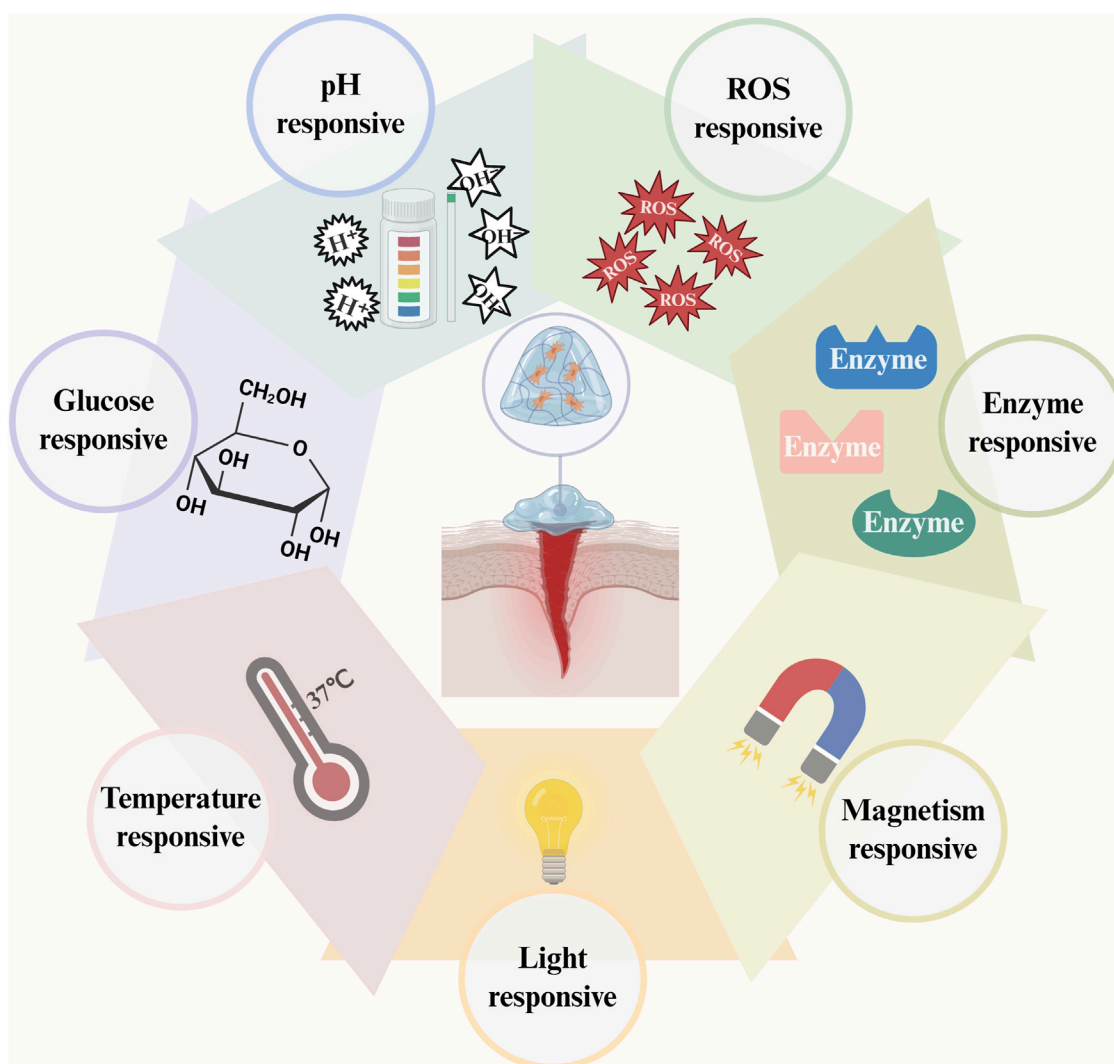 pH
responsive
ROS
responsive
H⁺
H⁺
OH⁻
OH⁻
OH⁻
ROS
ROS
ROS
ROS
Glucose
responsive
CH₂OH
O
OH
OH
OH
OH
Enzyme
Enzyme
Enzyme
Enzyme
responsive
37℃
Temperature
responsive
Magnetism
responsive
Light
responsive